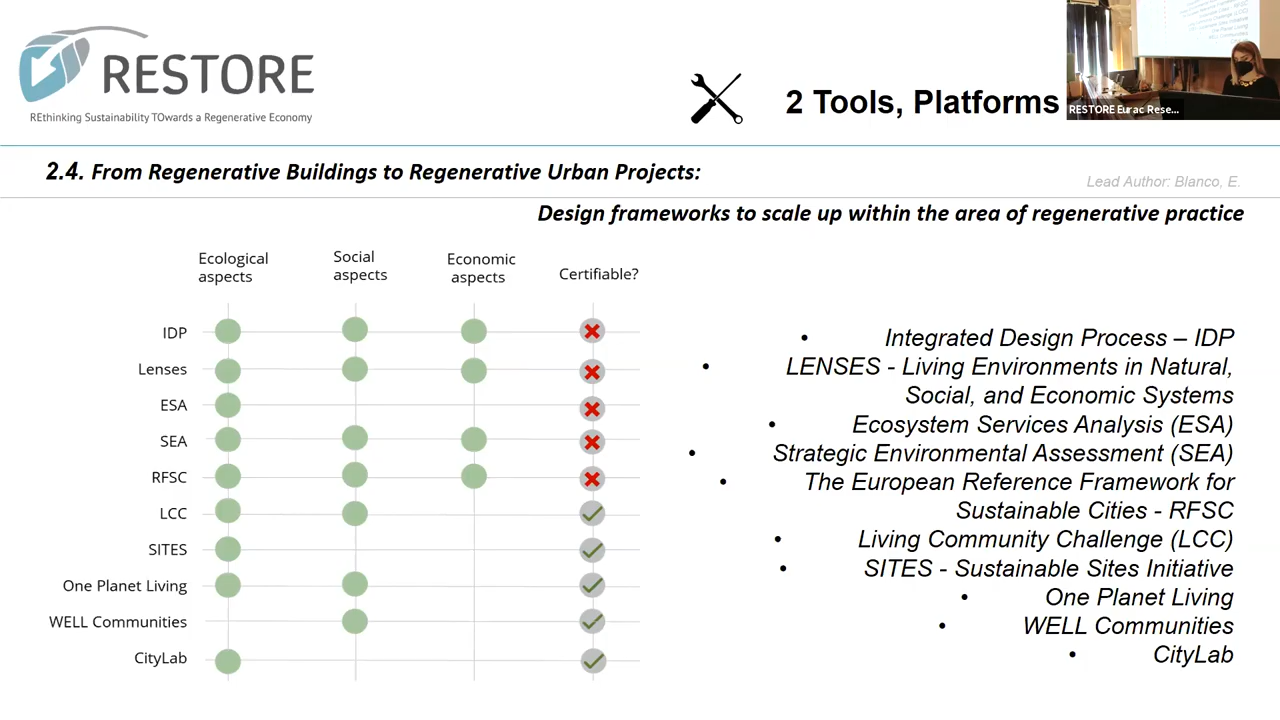 RESTORE
REthinking Sustainability TOwards a Regenerative Economy
2 Tools, Platforms
RESTORE Eurac Rese...
2.4. From Regenerative Buildings to Regenerative Urban Projects:
Lead Author: Blanco, E.
Design frameworks to scale up within the area of regenerative practice
Ecological aspects
Social aspects
Economic aspects
Certifiable?
IDP
Lenses
ESA
SEA
RFSC
LCC
SITES
One Planet Living
WELL Communities
CityLab
• Integrated Design Process – IDP
• LENSES - Living Environments in Natural,
Social, and Economic Systems
• Ecosystem Services Analysis (ESA)
• Strategic Environmental Assessment (SEA)
• The European Reference Framework for
Sustainable Cities - RFSC
• Living Community Challenge (LCC)
• SITES - Sustainable Sites Initiative
• One Planet Living
• WELL Communities
• CityLab